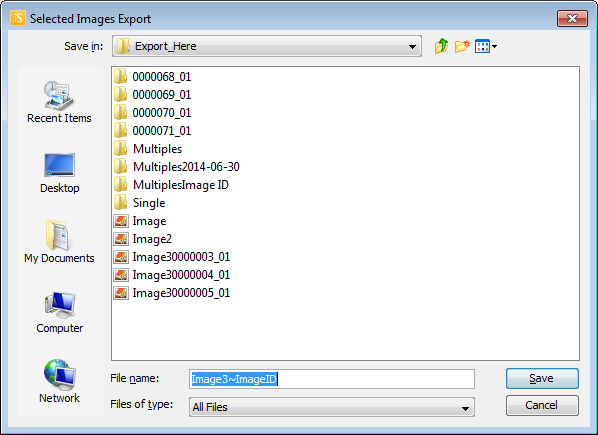 iS Selected Images Export
Save in: Export_Here
0000068_01
0000069_01
0000070_01
0000071_01
Multiples
Multiples2014-06-30
MultiplesImage ID
Single
Image
Image2
Image30000003_01
Image30000004_01
Image30000005_01
Recent Items
Desktop
My Documents
Computer
Network
File name: Image3~ImageID Save
Files of type: All Files Cancel